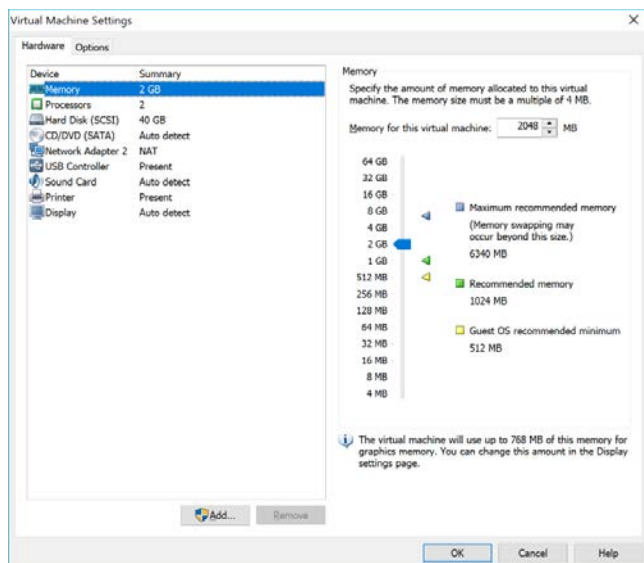 Virtual Machine Settings
Hardware Options
Device Summary
Memory 2 GB
Processors 2
Hard Disk (SCSI) 40 GB
CD/DVD (SATA) Auto detect
Network Adapter 2 NAT
USB Controller Present
Sound Card Auto detect
Printer Present
Display Auto detect
Add...
Remove
Memory
Specify the amount of memory allocated to this virtual
machine. The memory size must be a multiple of 4 MB.
Memory for this virtual machine: 2048 MB
64 GB
32 GB
16 GB
8 GB
4 GB
2 GB
1 GB
512 MB
256 MB
128 MB
64 MB
32 MB
16 MB
8 MB
4 MB
Maximum recommended memory
(Memory swapping may
occur beyond this size.)
6340 MB
Recommended memory
1024 MB
Guest OS recommended minimum
512 MB
The virtual machine will use up to 768 MB of this memory for
graphics memory. You can change this amount in the Display
settings page.
OK Cancel Help